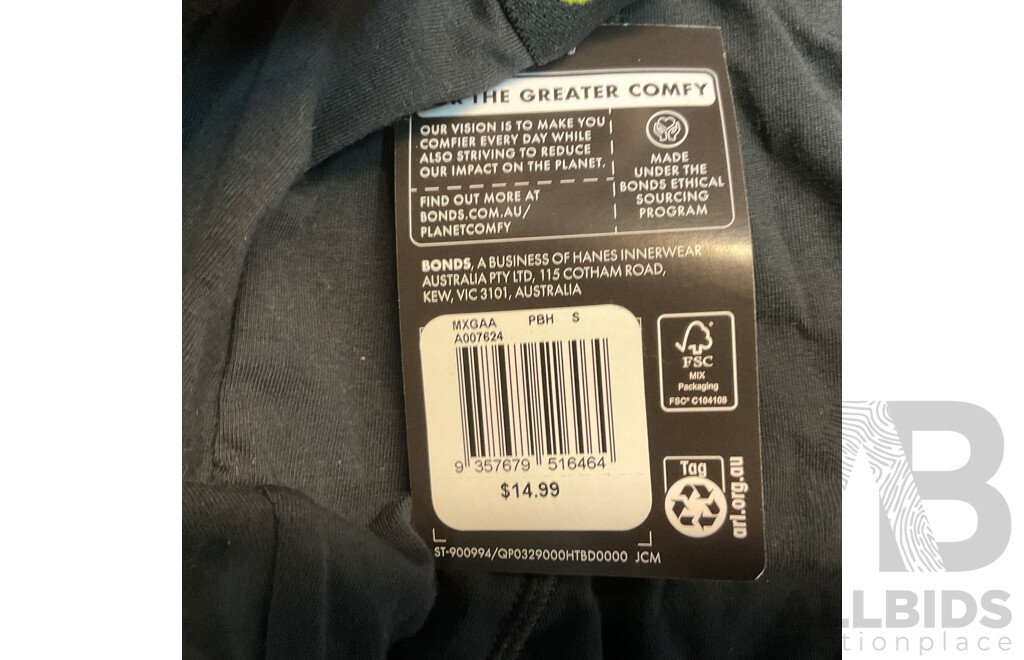 THE GREATER COMFY
OUR VISION IS TO MAKE YOU
COMFIER EVERY DAY WHILE
ALSO STRIVING TO REDUCE
OUR IMPACT ON THE PLANET.
FIND OUT MORE AT
BONDS.COM.AU/
PLANETCOMFY
MADE
UNDER THE
BONDS ETHICAL
SOURCING
PROGRAM
BONDS, A BUSINESS OF HANES INNERWEAR
AUSTRALIA PTY LTD, 115 COTHAM ROAD,
KEW, VIC 3101, AUSTRALIA
MXGAA PBH S
A007624
9 357679 516464
$14.99
FSC
MIX
Packaging
FSC® C104108
Tag
arl.org.au
ST-900994/QP0329000HTBD0000 JCM
AB
ALLBIDS
auctionplace